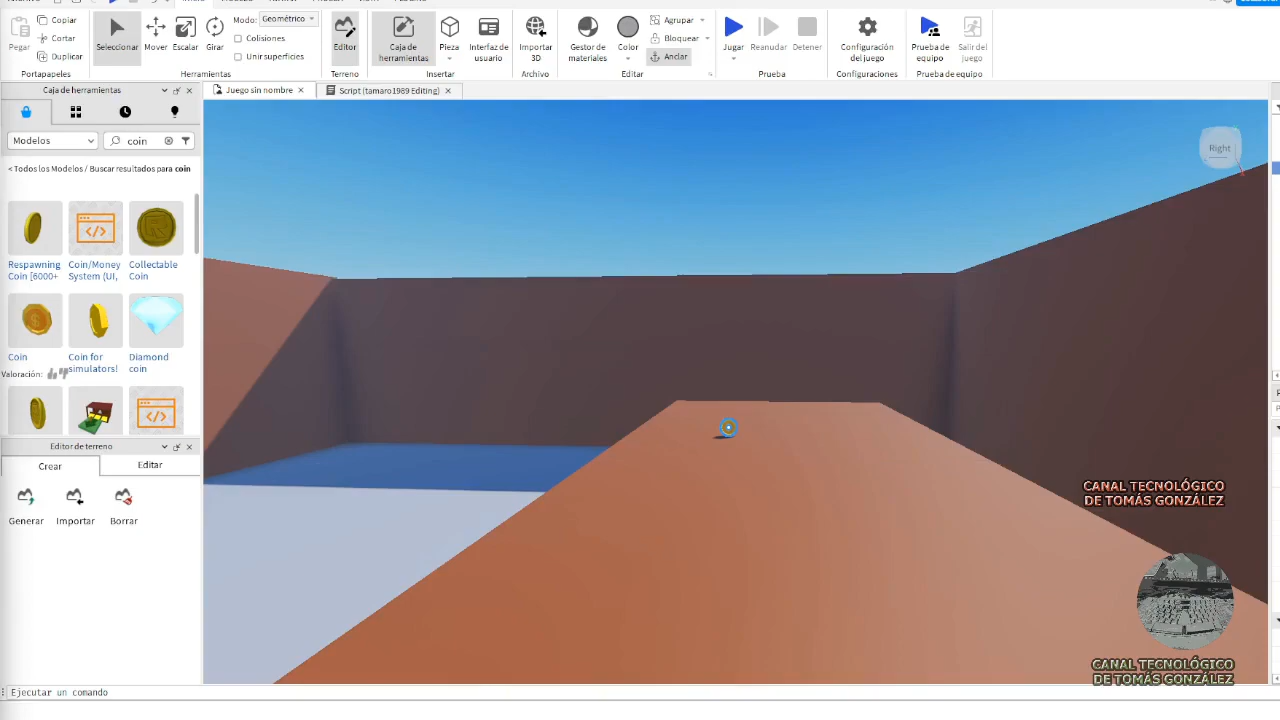 Pegar
Copiar
Cortar
Duplicar
Portapapeles
Seleccionar
Mover
Escalar
Girar
Modo: Geométrico
Colisiones
Unir superficies
Herramientas
Editor
Terreno
Caja de
herramientas
Pieza
Interfaz de
usuario
Insertar
Importar
3D
Archivo
Gestor de
materiales
Color
Agrupar
Bloquear
Anclar
Editar
Jugar
Reanudar
Detener
Prueba
Configuración
del juego
Configuraciones
Prueba de
equipo
Salir del
juego
Prueba de equipo
Caja de herramientas
Juego sin nombre
Script (tamaro1989 Editing)
Modelos
coin
< Todos los Modelos / Buscar resultados para coin
Respawning
Coin [6000+
Coin/Money
System (UI,
Collectable
Coin
Coin
Valoración:
Coin for
simulators!
Diamond
coin
Editor de terreno
Crear
Editar
Generar
Importar
Borrar
Right
CANAL TECNOLÓGICO
DE TOMÁS GONZÁLEZ
CANAL TECNOLÓGICO
DE TOMÁS GONZÁLEZ
Ejecutar un comando